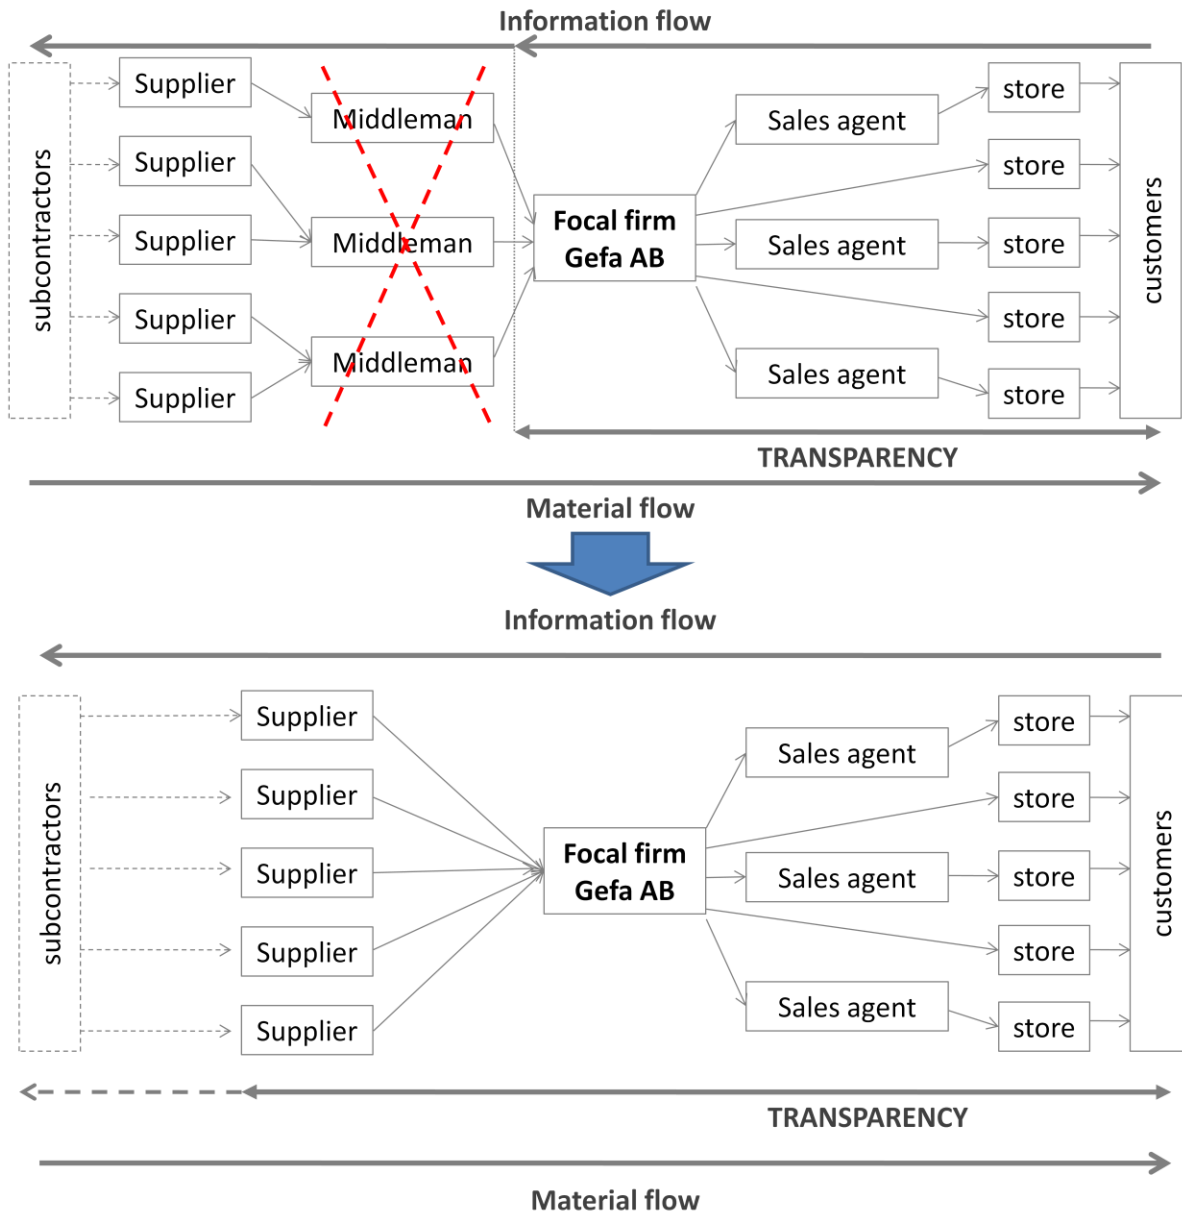 Information flow
subcontractors
Supplier
Supplier
Supplier
Supplier
Supplier
Middleman
Middleman
Middleman
Focal firm
Gefa AB
Sales agent
Sales agent
Sales agent
store
store
store
store
store
customers
TRANSPARENCY
Material flow
Information flow
subcontractors
Supplier
Supplier
Supplier
Supplier
Supplier
Focal firm
Gefa AB
Sales agent
Sales agent
Sales agent
store
store
store
store
store
customers
TRANSPARENCY
Material flow